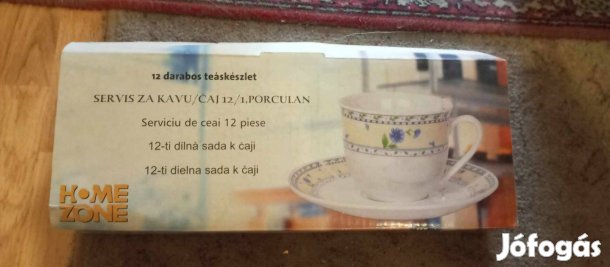 12 darabos teáskészlet
SERVIS ZA KAVU/ČAJ 12/1, PORCULAN
Serviciu de ceai 12 piese
12-ti dílná sada k čaji
12-ti dielna sada k čaji
HOME
ZONE
Jófogás